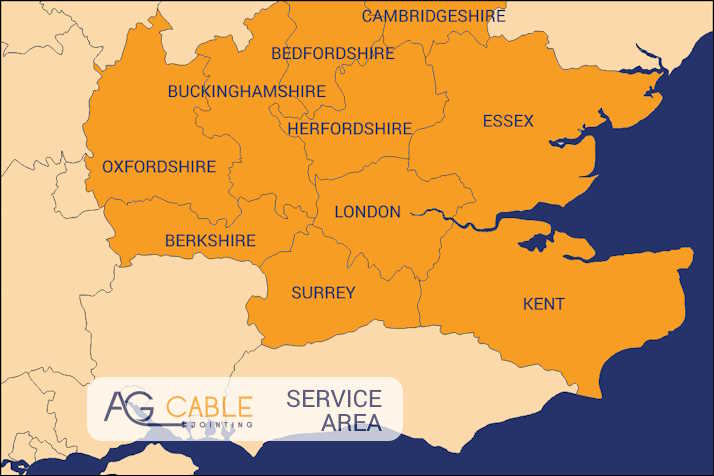 CAMBRIDGESHIRE
BEDFORDSHIRE
BUCKINGHAMSHIRE
HERFORDSHIRE
ESSEX
OXFORDSHIRE
LONDON
BERKSHIRE
SURREY
KENT
AG CABLE
JOINTING
SERVICE
AREA